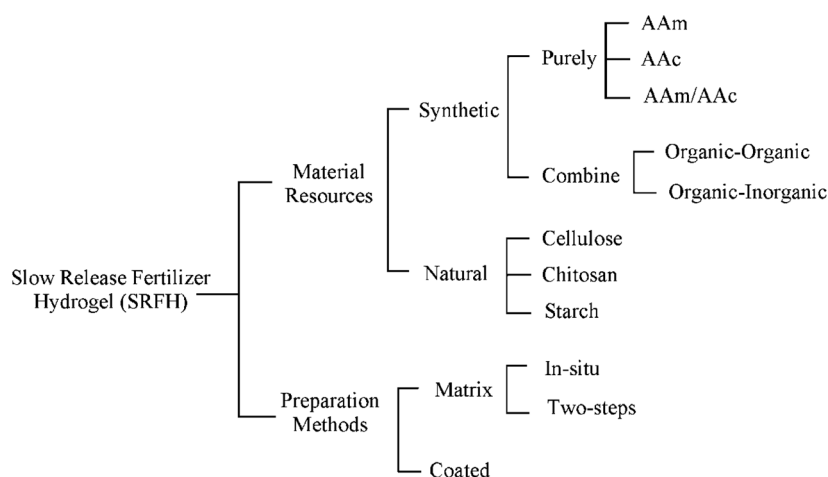 AAm
Purely
AAc
AAm/AAc
Synthetic
Organic-Organic
Combine
Organic-Inorganic
Material
Resources
Cellulose
Natural
Chitosan
Starch
Slow Release Fertilizer
Hydrogel (SRFH)
In-situ
Matrix
Two-steps
Preparation
Methods
Coated